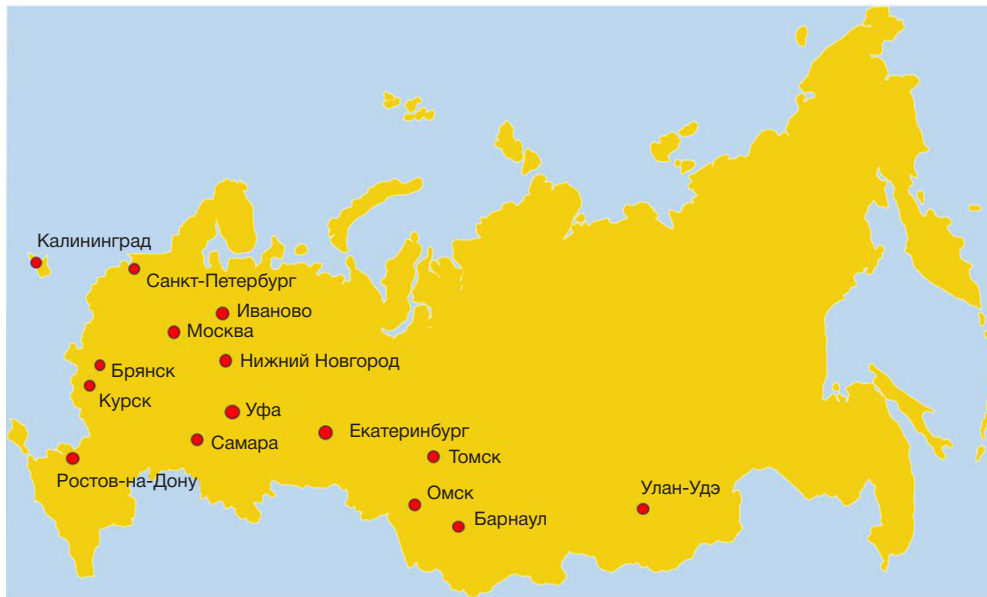 Калининград
Санкт-Петербург
Иваново
Москва
Нижний Новгород
Брянск
Курск
Уфа
Екатеринбург
Самара
Томск
Ростов-на-Дону
Улан-Удэ
Омск
Барнаул